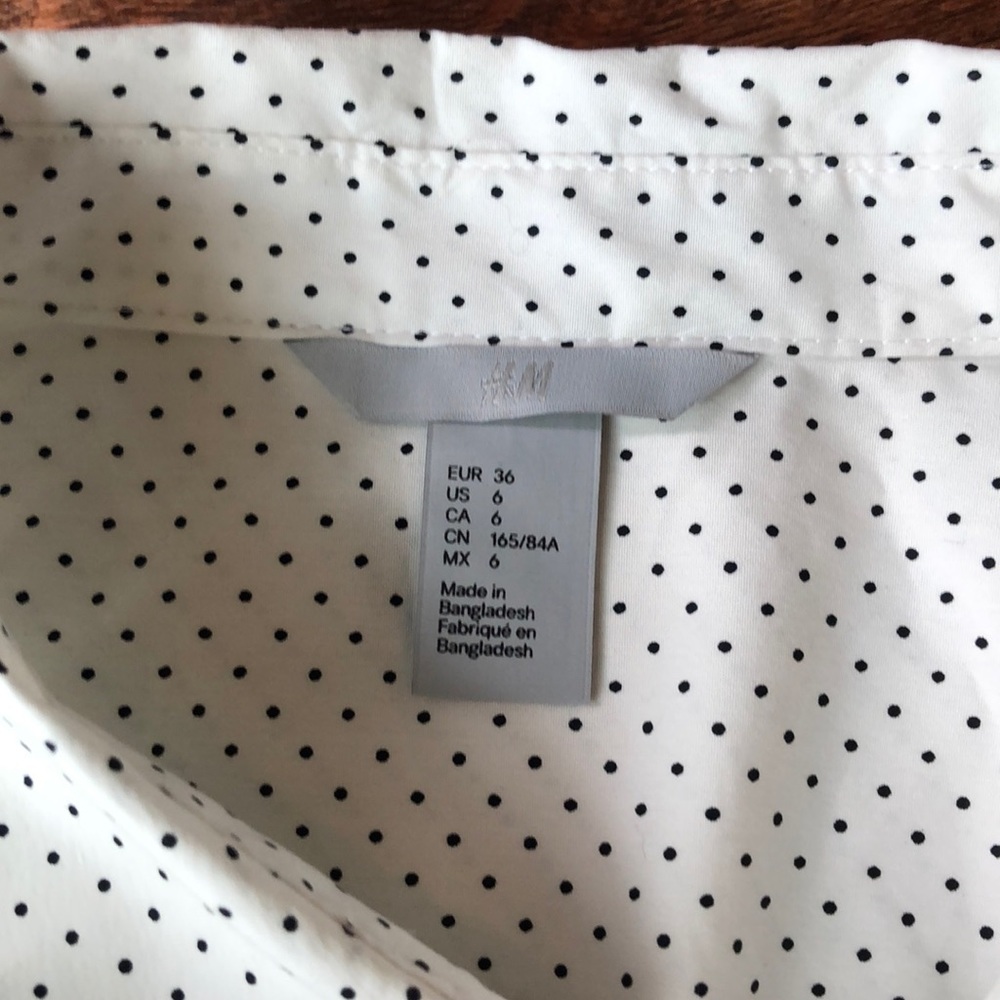 H&M
EUR 36
US 6
CA 6
CN 165/84A
MX 6
Made in
Bangladesh
Fabriqué en
Bangladesh